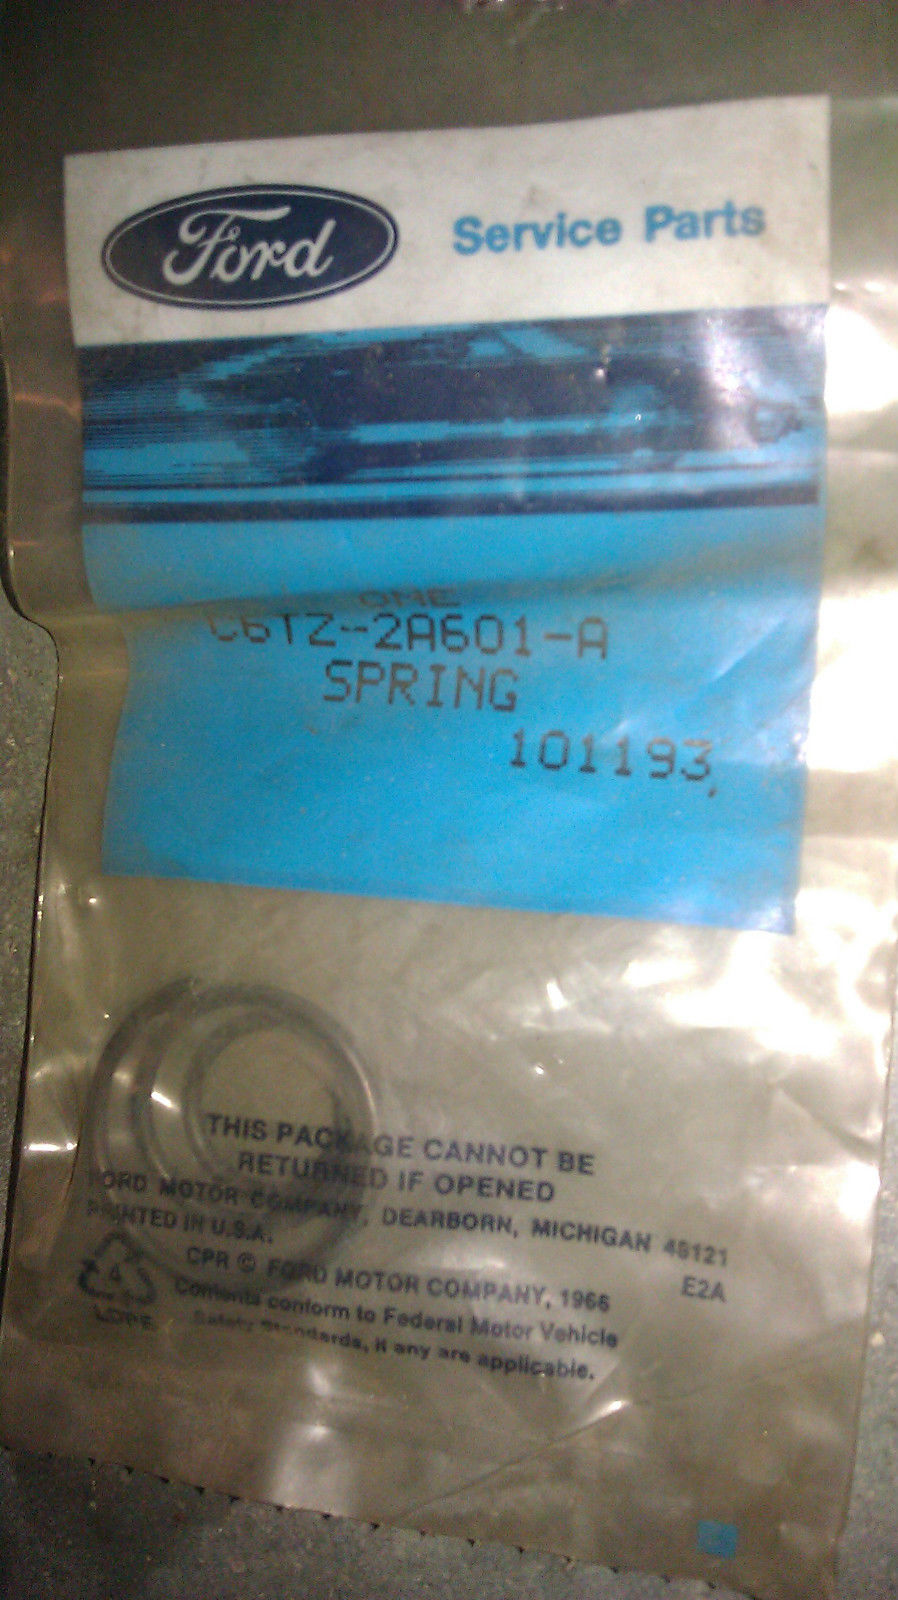 Ford
Service Parts
ONE
C6TZ-2A601-A
SPRING
101193
THIS PACKAGE CANNOT BE
RETURNED IF OPENED
FORD MOTOR COMPANY, DEARBORN, MICHIGAN 48121
PRINTED IN U.S.A.
E2A
CPR © FORD MOTOR COMPANY, 1966
4
LDPE
Contents conform to Federal Motor Vehicle
Safety Standards, if any are applicable.